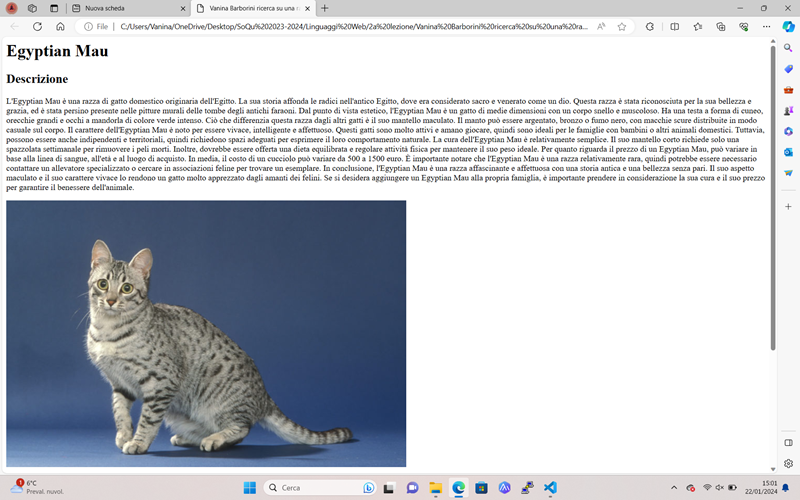 Nuova scheda
Vanina Barborini ricerca su una r
File
C:/Users/Vanina/OneDrive/Desktop/SoQu%202023-2024/Linguaggi%20Web/2a%20lezione/Vanina%20Barborini%20ricerca%20su%20una%20ra...
Egyptian Mau
Descrizione
L'Egyptian Mau è una razza di gatto domestico originaria dell'Egitto. La sua storia affonda le radici nell'antico Egitto, dove era considerato sacro e venerato come un dio. Questa razza è stata riconosciuta per la sua bellezza e
grazia, ed è stata persino presente nelle pitture murali delle tombe degli antichi faraoni. Dal punto di vista estetico, l'Egyptian Mau è un gatto di medie dimensioni con un corpo snello e muscoloso. Ha una testa a forma di cuneo,
orecchie grandi e occhi a mandorla di colore verde intenso. Ciò che differenzia questa razza dagli altri gatti è il suo mantello maculato. Il manto può essere argentato, bronzo o fumo nero, con macchie scure distribuite in modo
casuale sul corpo. Il carattere dell'Egyptian Mau è noto per essere vivace, intelligente e affettuoso. Questi gatti sono molto attivi e amano giocare, quindi sono ideali per le famiglie con bambini o altri animali domestici. Tuttavia,
possono essere anche indipendenti e territoriali, quindi richiedono spazi adeguati per esprimere il loro comportamento naturale. La cura dell'Egyptian Mau è relativamente semplice. Il suo mantello corto richiede solo una
spazzolata settimanale per rimuovere i peli morti. Inoltre, dovrebbe essere offerta una dieta equilibrata e regolare attività fisica per mantenere il suo peso ideale. Per quanto riguarda il prezzo di un Egyptian Mau, può variare in
base alla linea di sangue, all'età e al luogo di acquisto. In media, il costo di un cucciolo può variare da 500 a 1500 euro. È importante notare che l'Egyptian Mau è una razza relativamente rara, quindi potrebbe essere necessario
contattare un allevatore specializzato o cercare in associazioni feline per trovare un esemplare. In conclusione, l'Egyptian Mau è una razza affascinante e affettuosa con una storia antica e una bellezza senza pari. Il suo aspetto
maculato e il suo carattere vivace lo rendono un gatto molto apprezzato dagli amanti dei felini. Se si desidera aggiungere un Egyptian Mau alla propria famiglia, è importante prendere in considerazione la sua cura e il suo prezzo
per garantire il benessere dell'animale.
1
6°C
Preval. nuvol.
Cerca
15:01
22/01/2024